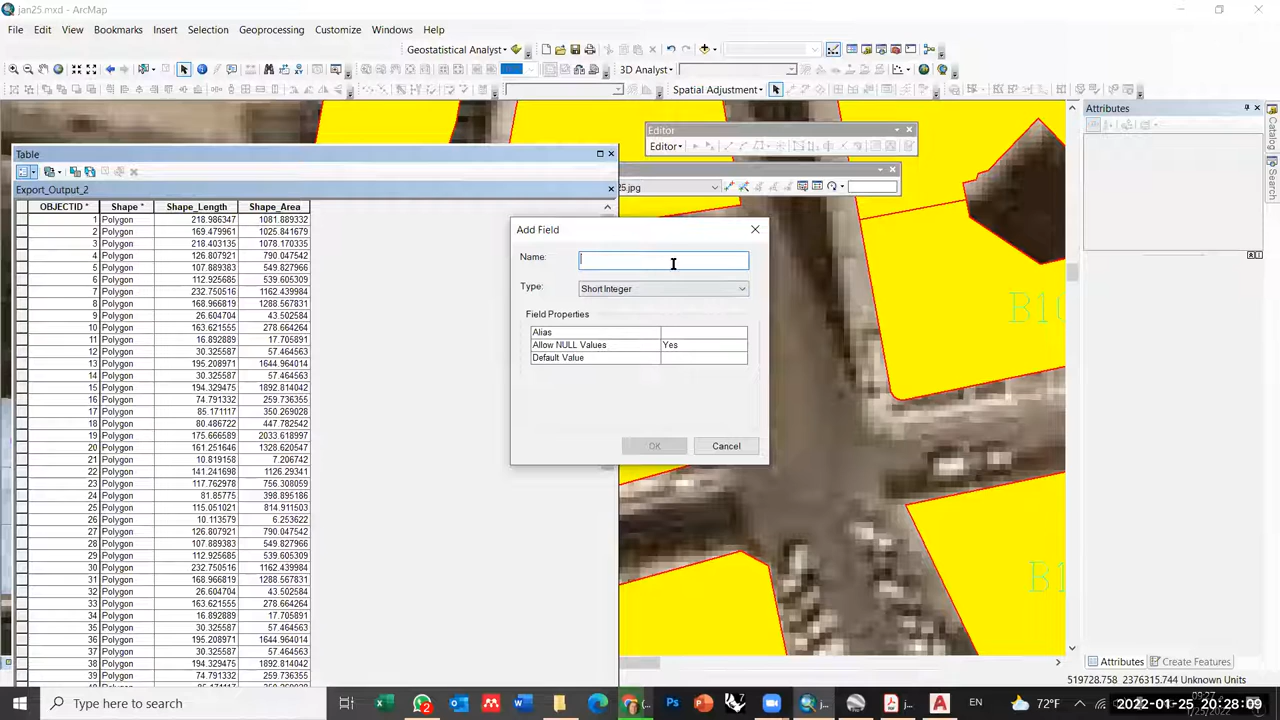 jan25.mxd - ArcMap
File Edit View Bookmarks Insert Selection Geoprocessing Customize Windows Help
Geostatistical Analyst
3D Analyst
Spatial Adjustment
Attributes
Editor
Editor
Table
Export_Output_2
25.jpg
OBJECTID * Shape * Shape_Length Shape_Area
1 Polygon 218.986347 1081.889332
2 Polygon 169.479961 1025.841679
3 Polygon 218.403135 1078.170335
4 Polygon 126.807921 790.047542
5 Polygon 107.889383 549.827966
6 Polygon 112.925685 539.605309
7 Polygon 232.750516 1162.439984
8 Polygon 168.966819 1288.567831
9 Polygon 26.604704 43.502584
10 Polygon 163.621555 278.664264
11 Polygon 16.892889 17.705891
12 Polygon 30.325587 57.464563
13 Polygon 195.208971 1644.964014
14 Polygon 30.325587 57.464563
15 Polygon 194.329475 1892.814042
16 Polygon 74.791332 259.736355
17 Polygon 85.171117 350.269028
18 Polygon 80.486722 447.782542
19 Polygon 175.666589 2033.618997
20 Polygon 161.251646 1328.620547
21 Polygon 10.819158 7.206742
22 Polygon 141.241698 1126.29341
23 Polygon 117.762978 756.308059
24 Polygon 81.85775 398.895186
25 Polygon 115.051021 814.911503
26 Polygon 10.113579 6.253622
27 Polygon 126.807921 790.047542
28 Polygon 107.889383 549.827966
29 Polygon 112.925685 539.605309
30 Polygon 232.750516 1162.439984
31 Polygon 168.966819 1288.567831
32 Polygon 26.604704 43.502584
33 Polygon 163.621555 278.664264
34 Polygon 16.892889 17.705891
35 Polygon 30.325587 57.464563
36 Polygon 195.208971 1644.964014
37 Polygon 30.325587 57.464563
38 Polygon 194.329475 1892.814042
39 Polygon 74.791332 259.736355
Add Field
Name:
Type: Short Integer
Field Properties
Alias
Allow NULL Values Yes
Default Value
OK Cancel
B1
B1
Catalog
Search
Attributes Create Features
519728.758 2376315.744 Unknown Units
Type here to search
2
72°F
EN
2022-01-25 20:28:09